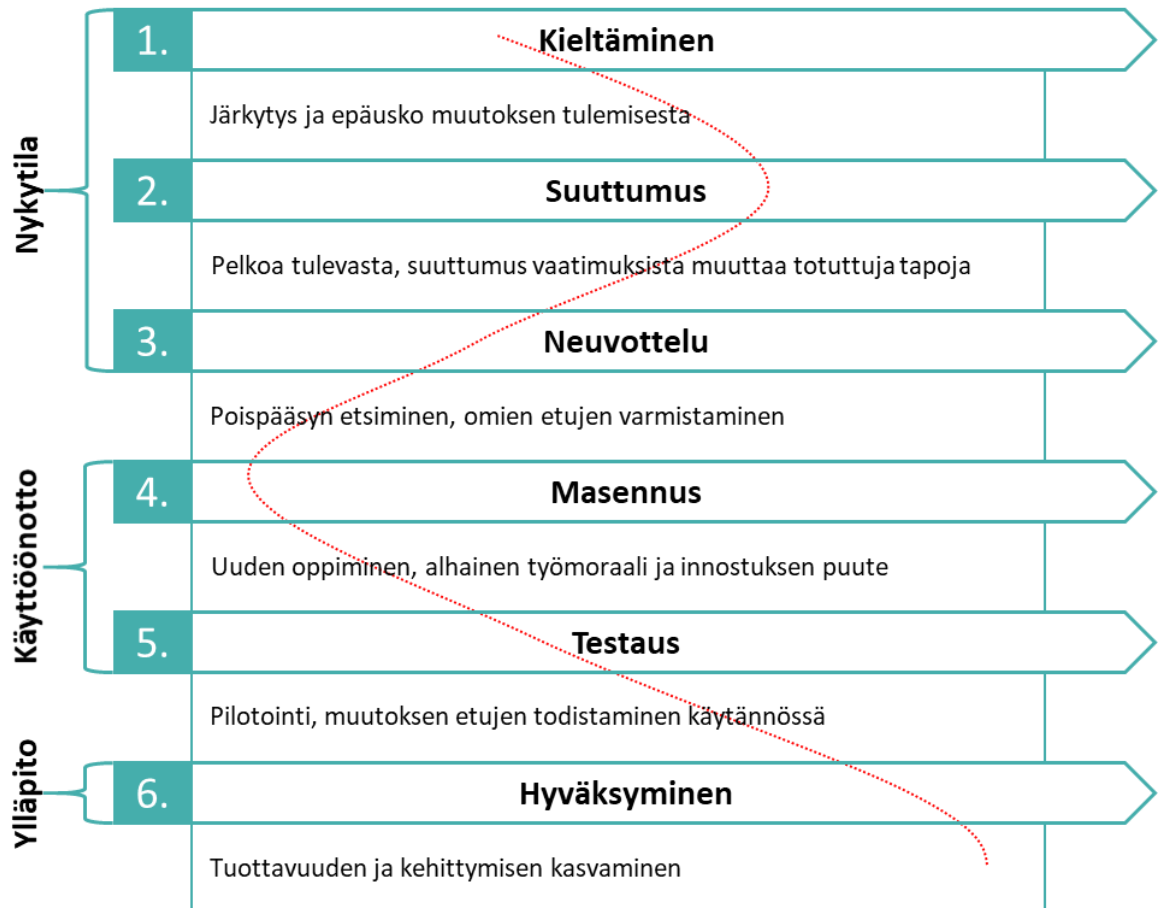 Nykytila
1. Kieltäminen
Järkytys ja epäusko muutoksen tulemisesta
2. Suuttumus
Pelkoa tulevasta, suuttumus vaatimuksista muuttaa totuttuja tapoja
3. Neuvottelu
Poispääsyn etsiminen, omien etujen varmistaminen
Käyttöönotto
4. Masennus
Uuden oppiminen, alhainen työmoraali ja innostuksen puute
5. Testaus
Pilotointi, muutoksen etujen todistaminen käytännössä
Ylläpito
6. Hyväksyminen
Tuottavuuden ja kehittymisen kasvaminen